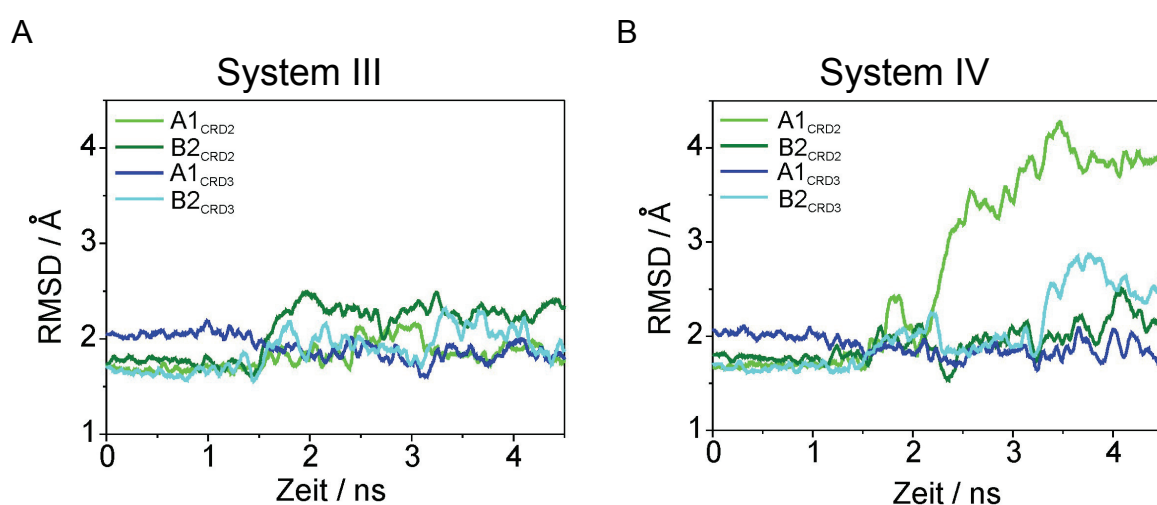 A
System III
A1CRD2
B2CRD2
A1CRD3
B2CRD3
4
3
2
1
RMSD / Å
0 1 2 3 4
Zeit / ns
B
System IV
A1CRD2
B2CRD2
A1CRD3
B2CRD3
4
3
2
1
RMSD / Å
0 1 2 3 4
Zeit / ns